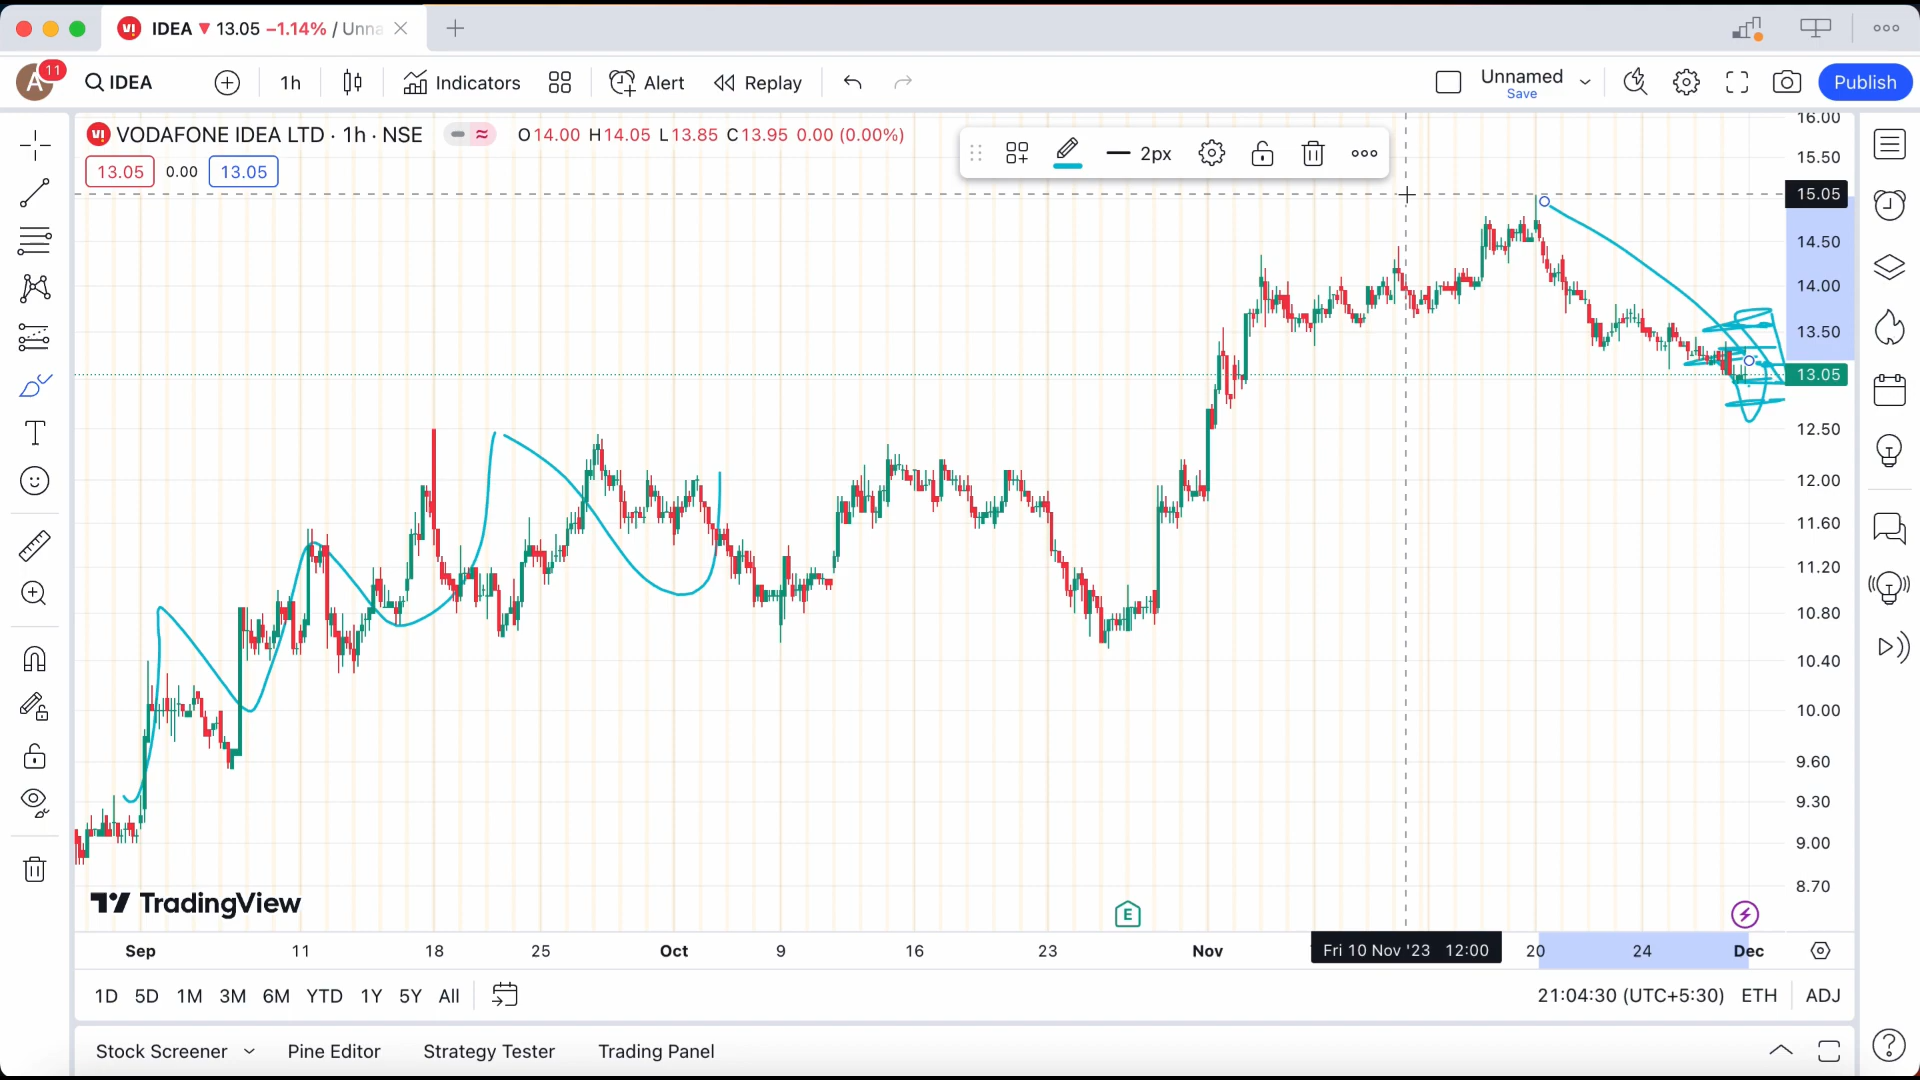 IDEA ▼ 13.05 −1.14% / Unna
A 11 IDEA 1h Indicators Alert Replay Unnamed Save Publish
VODAFONE IDEA LTD · 1h · NSE O14.00 H14.05 L13.85 C13.95 0.00 (0.00%)
13.05 0.00 13.05
2px
16.00
15.50
15.05
14.50
14.00
13.50
13.05
12.50
12.00
11.60
11.20
10.80
10.40
10.00
9.60
9.30
9.00
8.70
TradingView
E
Sep 11 18 25 Oct 9 16 23 Nov Fri 10 Nov '23 12:00 20 24 Dec
1D 5D 1M 3M 6M YTD 1Y 5Y All 21:04:30 (UTC+5:30) ETH ADJ
Stock Screener Pine Editor Strategy Tester Trading Panel